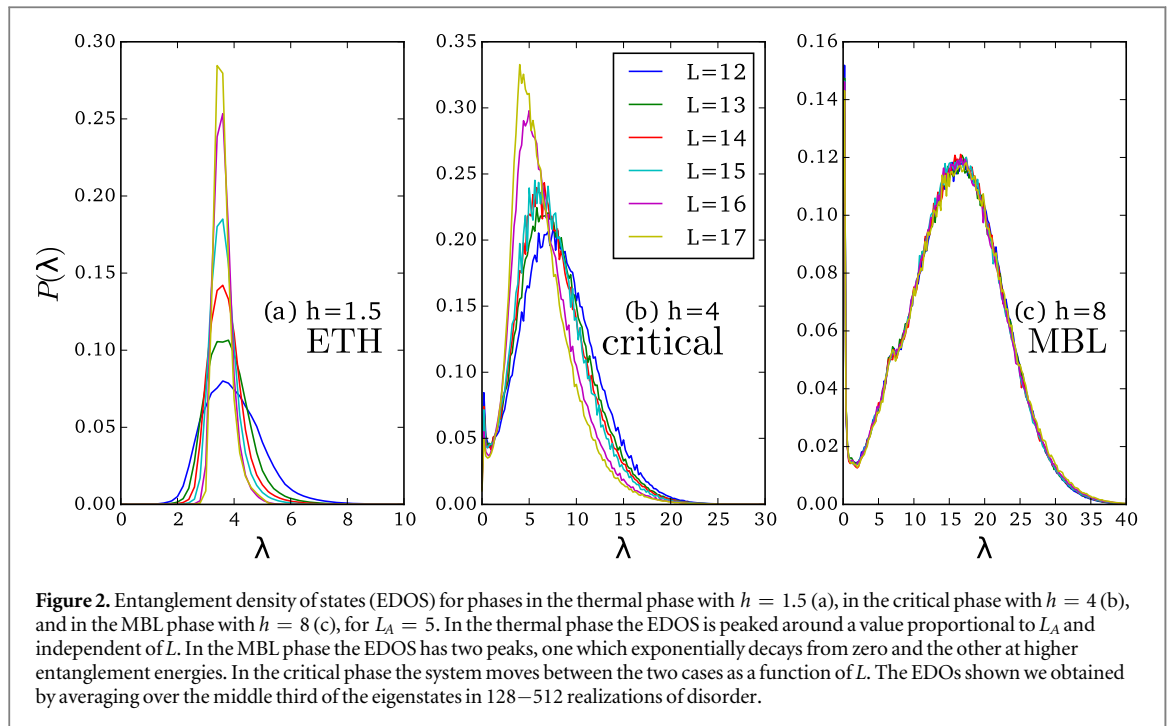 0.30
0.25
0.20
0.15
0.10
0.05
0.00
P(λ)
0 2 4 6 8 10
λ
(a) h=1.5
ETH
0.35
0.30
0.25
0.20
0.15
0.10
0.05
0.00
0 5 10 15 20 25 30
λ
L=12
L=13
L=14
L=15
L=16
L=17
(b) h=4
critical
0.16
0.14
0.12
0.10
0.08
0.06
0.04
0.02
0.00
0 5 10 15 20 25 30 35 40
λ
(c) h=8
MBL
Figure 2. Entanglement density of states (EDOS) for phases in the thermal phase with h = 1.5 (a), in the critical phase with h = 4 (b),
and in the MBL phase with h = 8 (c), for L_A = 5. In the thermal phase the EDOS is peaked around a value proportional to L_A and
independent of L. In the MBL phase the EDOS has two peaks, one which exponentially decays from zero and the other at higher
entanglement energies. In the critical phase the system moves between the two cases as a function of L. The EDOs shown we obtained
by averaging over the middle third of the eigenstates in 128−512 realizations of disorder.